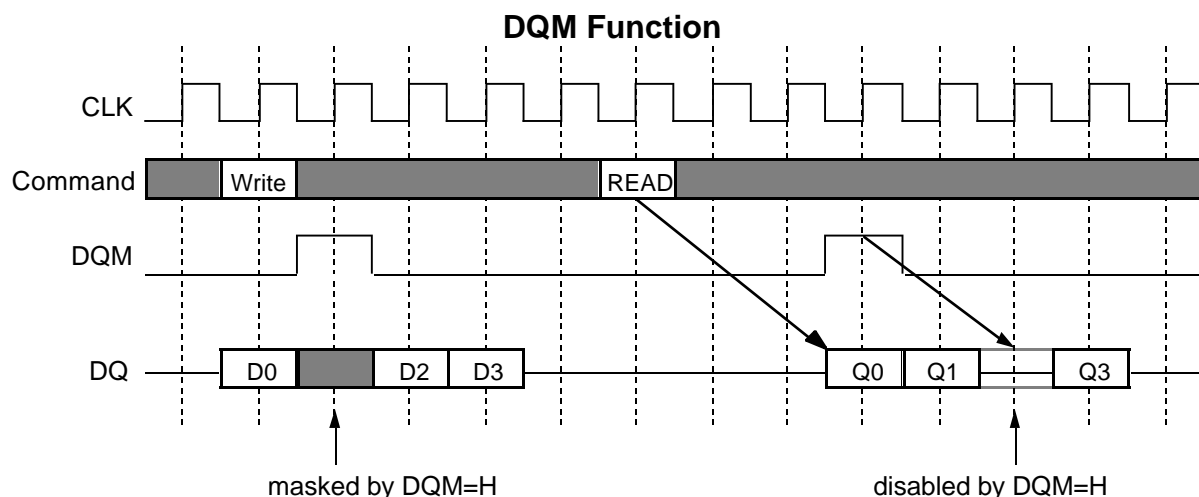 DQM Function
CLK
Command Write READ
DQM
DQ D0 D2 D3 Q0 Q1 Q3
masked by DQM=H disabled by DQM=H